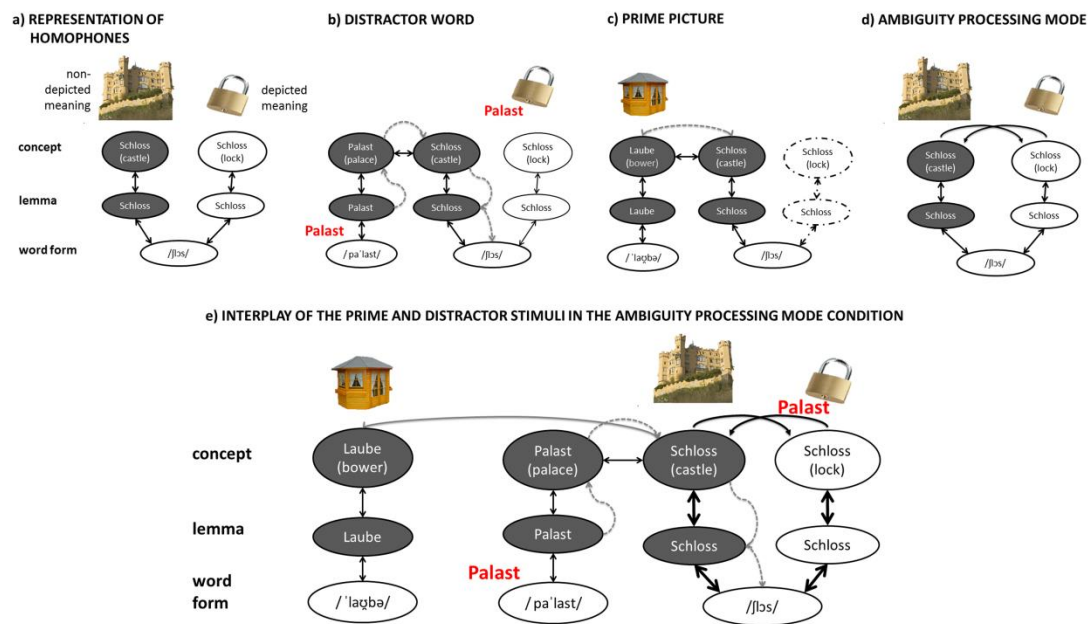 a) REPRESENTATION OF
HOMOPHONES
non-
depicted
meaning
depicted
meaning
concept
Schloss
(castle)
Schloss
(lock)
lemma
Schloss
Schloss
word form
/ʃlɔs/
b) DISTRACTOR WORD
Palast
Palast
(palace)
Schloss
(castle)
Schloss
(lock)
Palast
Schloss
Schloss
Palast
/paˈlast/
/ʃlɔs/
c) PRIME PICTURE
Laube
(bower)
Schloss
(castle)
Schloss
(lock)
Laube
Schloss
Schloss
/ˈlaʊ̯bə/
/ʃlɔs/
d) AMBIGUITY PROCESSING MODE
Schloss
(castle)
Schloss
(lock)
Schloss
Schloss
/ʃlɔs/
e) INTERPLAY OF THE PRIME AND DISTRACTOR STIMULI IN THE AMBIGUITY PROCESSING MODE CONDITION
Palast
concept
Laube
(bower)
Palast
(palace)
Schloss
(castle)
Schloss
(lock)
lemma
Laube
Palast
Schloss
Schloss
Palast
word
form
/ˈlaʊ̯bə/
/paˈlast/
/ʃlɔs/